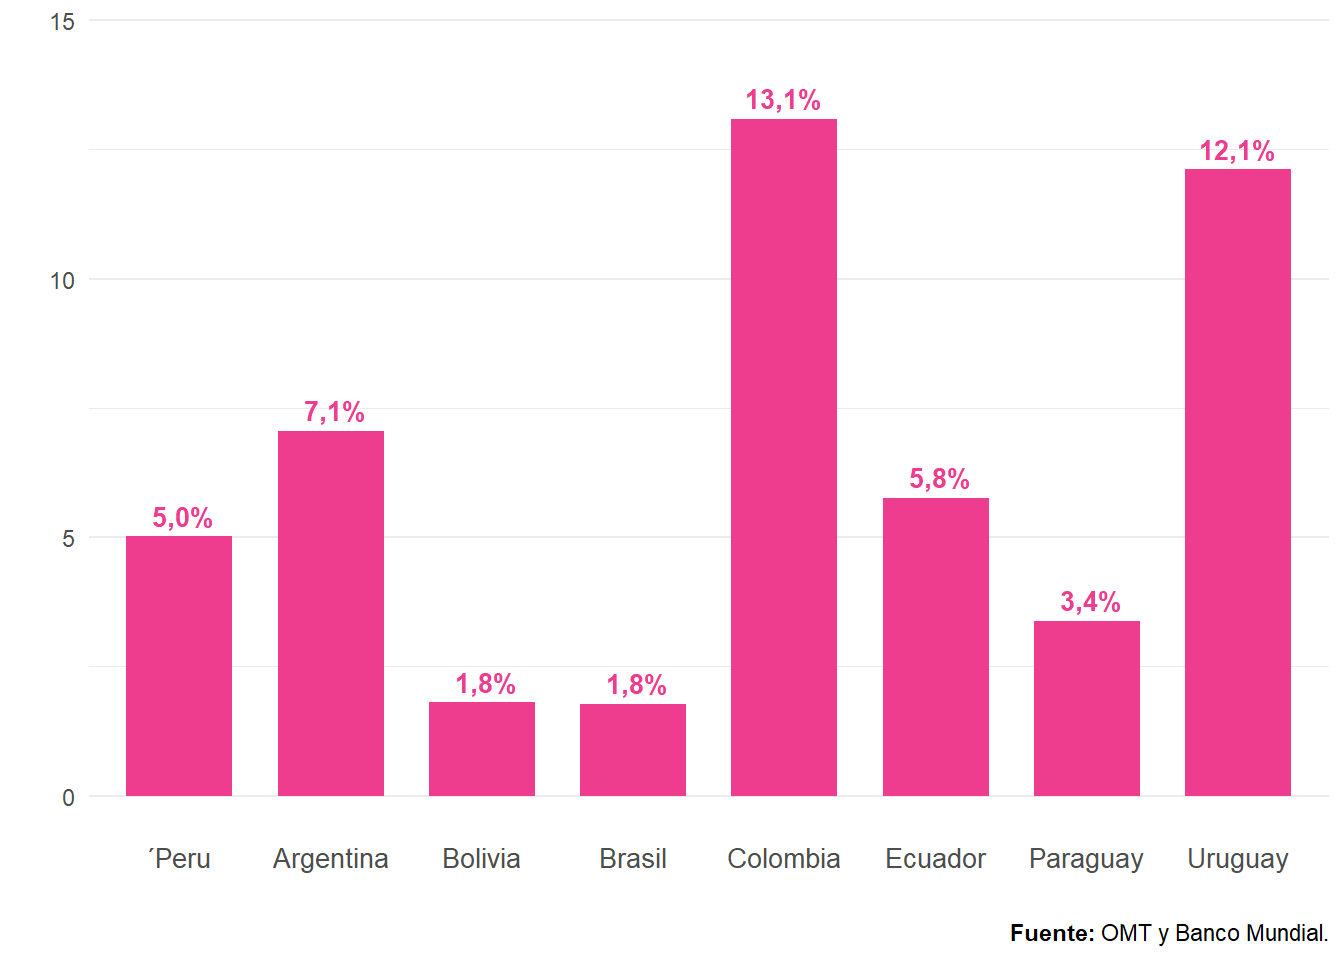 15
13,1%
12,1%
10
7,1%
5,8%
5,0%
5
3,4%
1,8%
1,8%
0
´Peru
Argentina
Bolivia
Brasil
Colombia
Ecuador
Paraguay
Uruguay
Fuente: OMT y Banco Mundial.